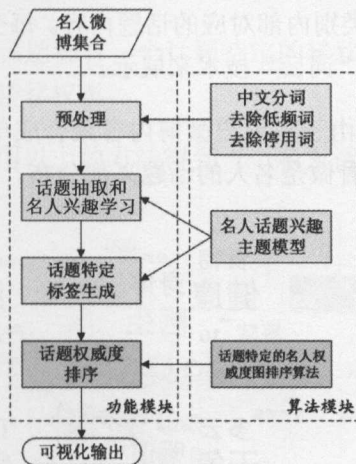 名人微
博集合
预处理
中文分词
去除低频词
去除停用词
话题抽取和
名人兴趣学习
名人话题兴趣
主题模型
话题特定
标签生成
话题权威度
排序
话题特定的名人权
威度图排序算法
功能模块
算法模块
可视化输出